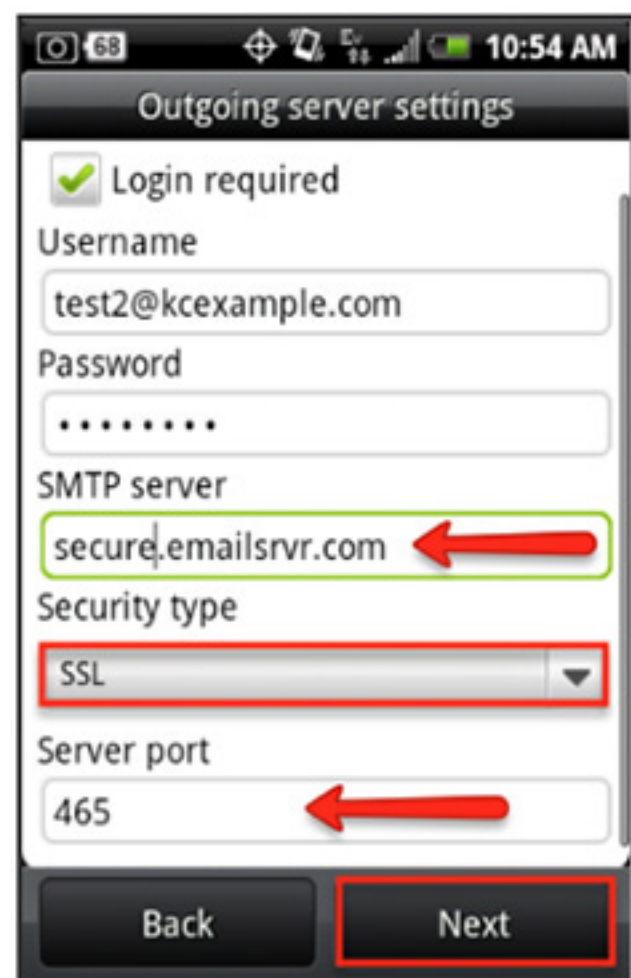 68 10:54 AM
Outgoing server settings
Login required
Username
test2@kcexample.com
Password
••••••••
SMTP server
secure.emailsrvr.com
Security type
SSL
Server port
465
Back Next